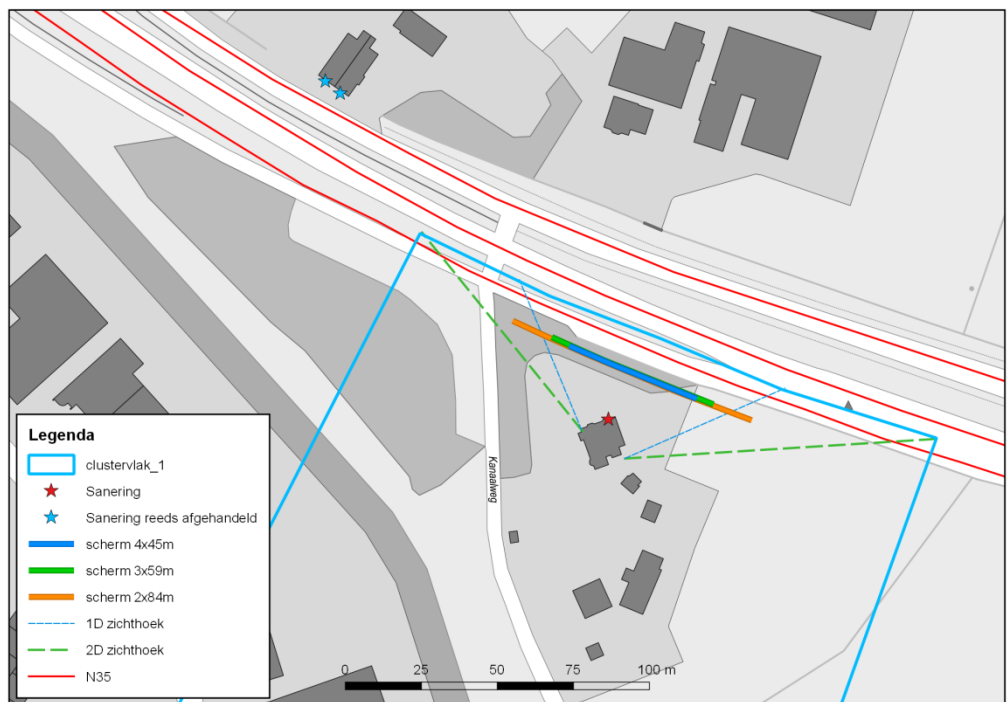 Kanaalweg
Legenda
clustervlak_1
Sanering
Sanering reeds afgehandeld
scherm 4x45m
scherm 3x59m
scherm 2x84m
1D zichthoek
2D zichthoek
N35
0 25 50 75 100 m